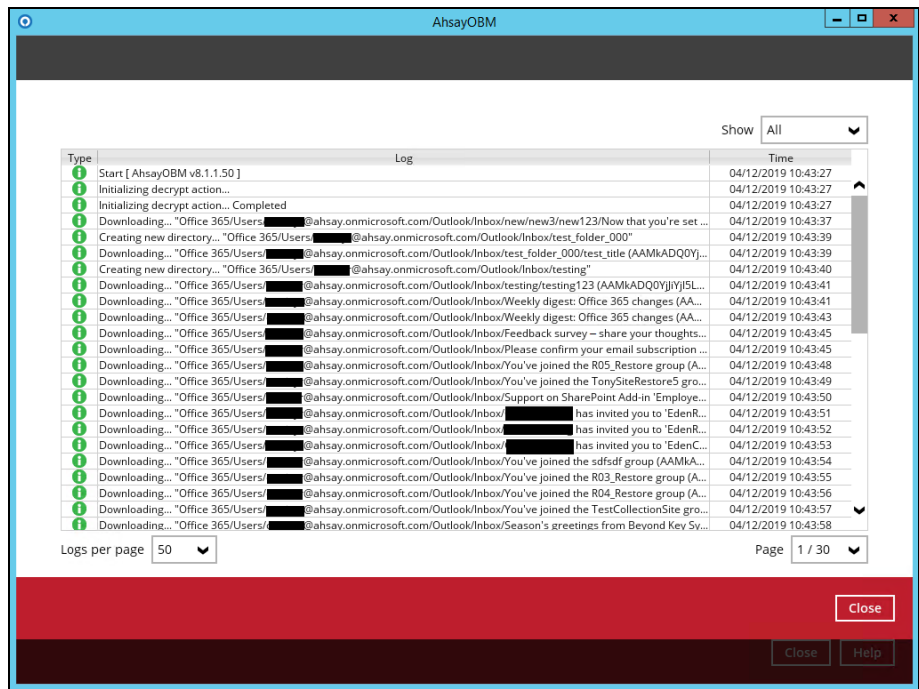 AhsayOBM
Show All
Type Log Time
Start [ AhsayOBM v8.1.1.50 ] 04/12/2019 10:43:27
Initializing decrypt action... 04/12/2019 10:43:27
Initializing decrypt action... Completed 04/12/2019 10:43:27
Downloading... "Office 365/Users/ @ahsay.onmicrosoft.com/Outlook/Inbox/new/new3/new123/Now that you're set ... 04/12/2019 10:43:37
Creating new directory... "Office 365/Users/ @ahsay.onmicrosoft.com/Outlook/Inbox/test_folder_000" 04/12/2019 10:43:39
Downloading... "Office 365/Users/ @ahsay.onmicrosoft.com/Outlook/Inbox/test_folder_000/test_title (AAMkADQ0Yj... 04/12/2019 10:43:39
Creating new directory... "Office 365/Users/ @ahsay.onmicrosoft.com/Outlook/Inbox/testing" 04/12/2019 10:43:40
Downloading... "Office 365/Users/ @ahsay.onmicrosoft.com/Outlook/Inbox/testing/testing123 (AAMkADQ0YjJiYjI5L... 04/12/2019 10:43:41
Downloading... "Office 365/Users/ @ahsay.onmicrosoft.com/Outlook/Inbox/Weekly digest: Office 365 changes (AA... 04/12/2019 10:43:41
Downloading... "Office 365/Users/ @ahsay.onmicrosoft.com/Outlook/Inbox/Weekly digest: Office 365 changes (AA... 04/12/2019 10:43:43
Downloading... "Office 365/Users/ @ahsay.onmicrosoft.com/Outlook/Inbox/Feedback survey – share your thoughts... 04/12/2019 10:43:45
Downloading... "Office 365/Users/ @ahsay.onmicrosoft.com/Outlook/Inbox/Please confirm your email subscription ... 04/12/2019 10:43:45
Downloading... "Office 365/Users/ @ahsay.onmicrosoft.com/Outlook/Inbox/You've joined the R05_Restore group (A... 04/12/2019 10:43:48
Downloading... "Office 365/Users/ @ahsay.onmicrosoft.com/Outlook/Inbox/You've joined the TonySiteRestore5 gro... 04/12/2019 10:43:49
Downloading... "Office 365/Users/ @ahsay.onmicrosoft.com/Outlook/Inbox/Support on SharePoint Add-in 'Employe... 04/12/2019 10:43:50
Downloading... "Office 365/Users/ @ahsay.onmicrosoft.com/Outlook/Inbox/ has invited you to 'EdenR... 04/12/2019 10:43:51
Downloading... "Office 365/Users/ @ahsay.onmicrosoft.com/Outlook/Inbox/ has invited you to 'EdenR... 04/12/2019 10:43:52
Downloading... "Office 365/Users/ @ahsay.onmicrosoft.com/Outlook/Inbox/ has invited you to 'EdenC... 04/12/2019 10:43:53
Downloading... "Office 365/Users/ @ahsay.onmicrosoft.com/Outlook/Inbox/You've joined the sdfsdf group (AAMkA... 04/12/2019 10:43:54
Downloading... "Office 365/Users/ @ahsay.onmicrosoft.com/Outlook/Inbox/You've joined the R03_Restore group (A... 04/12/2019 10:43:55
Downloading... "Office 365/Users/ @ahsay.onmicrosoft.com/Outlook/Inbox/You've joined the R04_Restore group (A... 04/12/2019 10:43:56
Downloading... "Office 365/Users/ @ahsay.onmicrosoft.com/Outlook/Inbox/You've joined the TestCollectionSite gro... 04/12/2019 10:43:57
Downloading... "Office 365/Users/ @ahsay.onmicrosoft.com/Outlook/Inbox/Season's greetings from Beyond Key Sy... 04/12/2019 10:43:58
Logs per page 50 Page 1 / 30
Close
Close Help